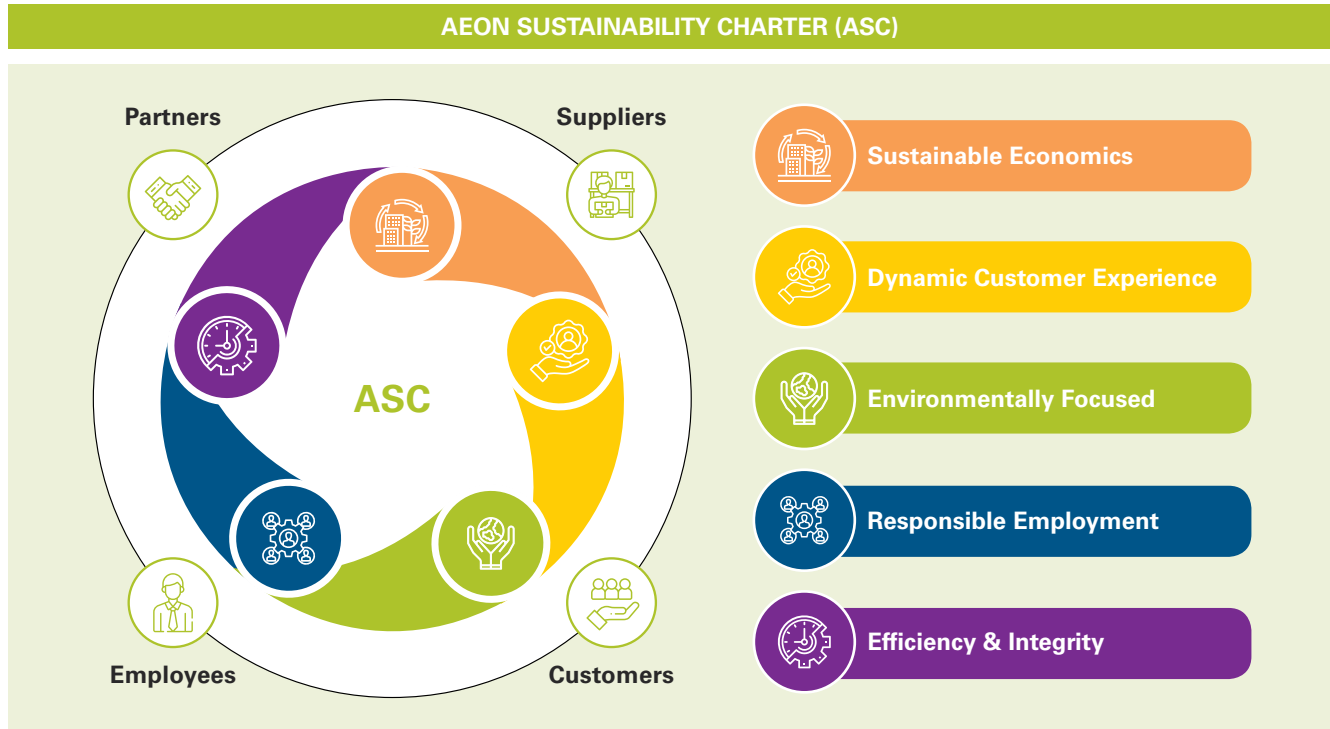 AEON SUSTAINABILITY CHARTER (ASC)
Partners
Suppliers
ASC
Employees
Customers
Sustainable Economics
Dynamic Customer Experience
Environmentally Focused
Responsible Employment
Efficiency & Integrity